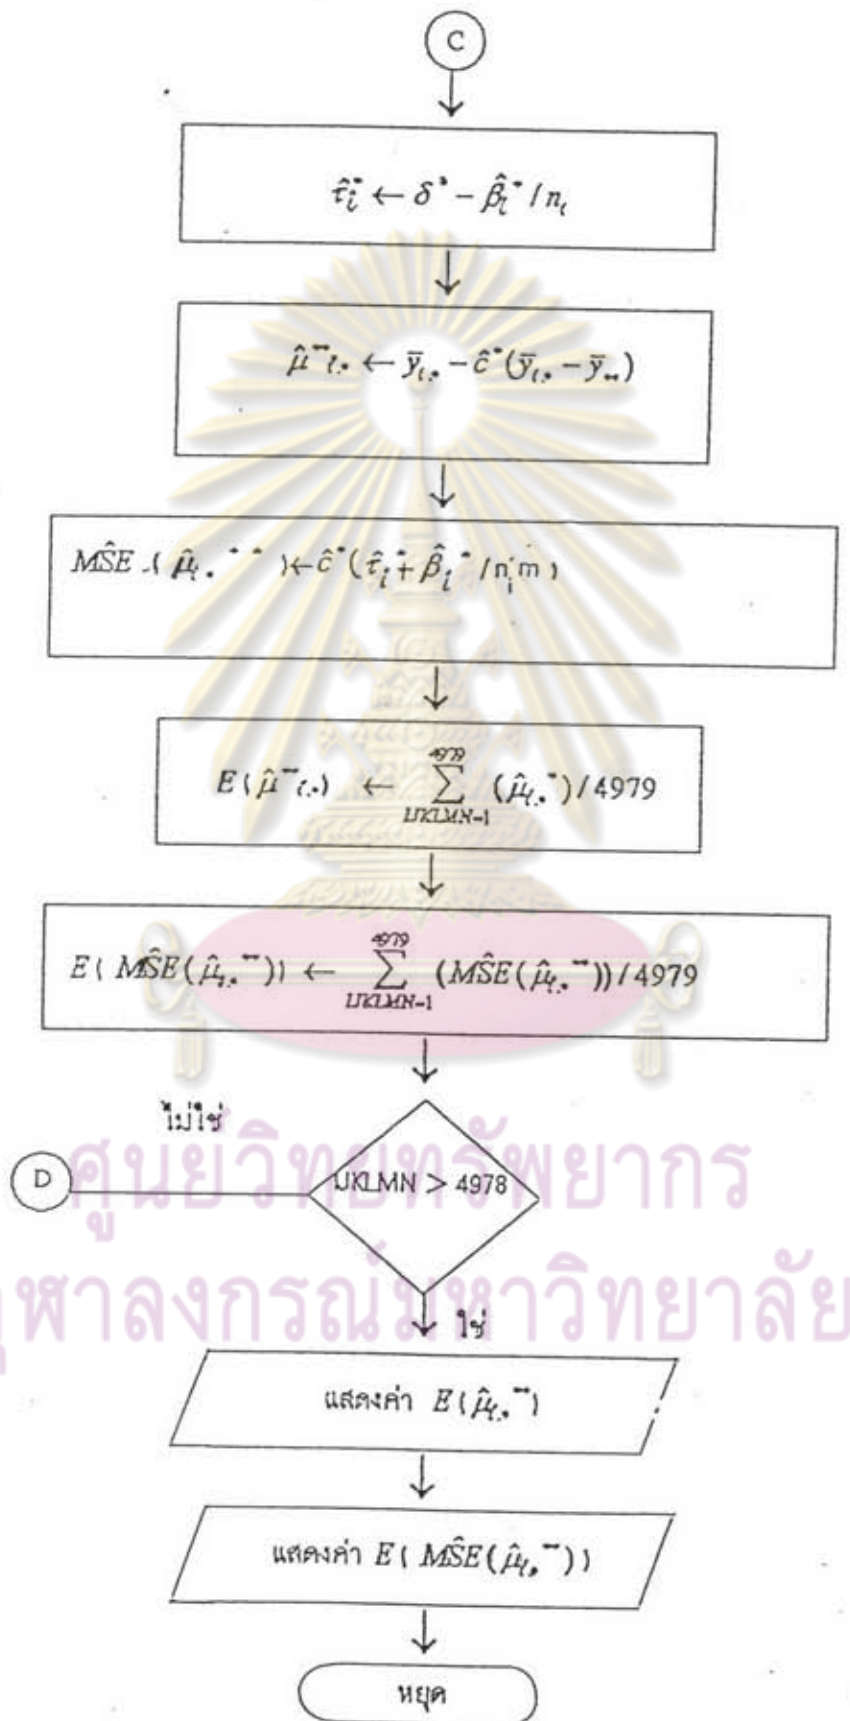 C
τ̂ᵢ* ← δ* − β̂ᵢ* / nᵢ
μ̂**ᵢ.. ← ȳᵢ.. − ĉ*(ȳᵢ.. − ȳ...)
MŜE (μ̂ᵢ.. **) ← ĉ*(τ̂ᵢ* + β̂ᵢ* / nᵢm)
E(μ̂**ᵢ..) ← ∑ (μ̂ᵢ..**) / 4979
4979
IJKLMN=1
E(MŜE(μ̂ᵢ..**)) ← ∑ (MŜE(μ̂ᵢ..**)) / 4979
4979
IJKLMN=1
ไม่ใช่
D
IJKLMN > 4978
ศูนย์วิทยทรัพยากร
ุฬาลงกรณ์มหาวิทยาลัย
ใช่
แสดงค่า E(μ̂ᵢ..**)
แสดงค่า E(MŜE(μ̂ᵢ..**))
หยุด